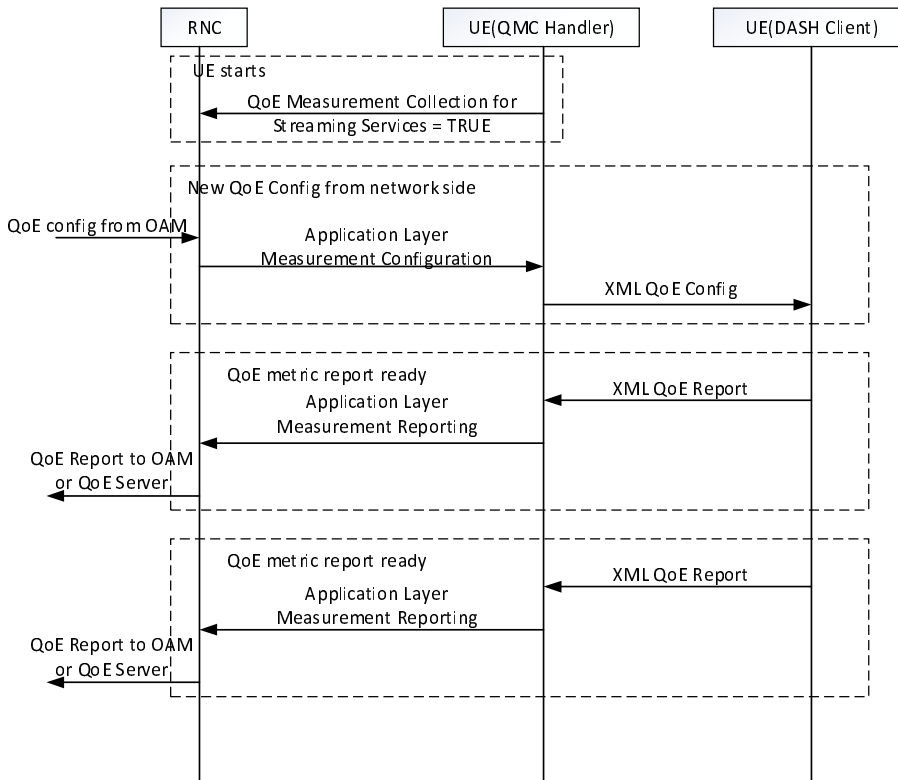 RNC
UE(QMC Handler)
UE(DASH Client)
UE starts
QoE Measurement Collection for
Streaming Services = TRUE
New QoE Config from network side
QoE config from OAM
Application Layer
Measurement Configuration
XML QoE Config
QoE metric report ready
XML QoE Report
Application Layer
Measurement Reporting
QoE Report to OAM
or QoE Server
QoE metric report ready
XML QoE Report
Application Layer
Measurement Reporting
QoE Report to OAM
or QoE Server